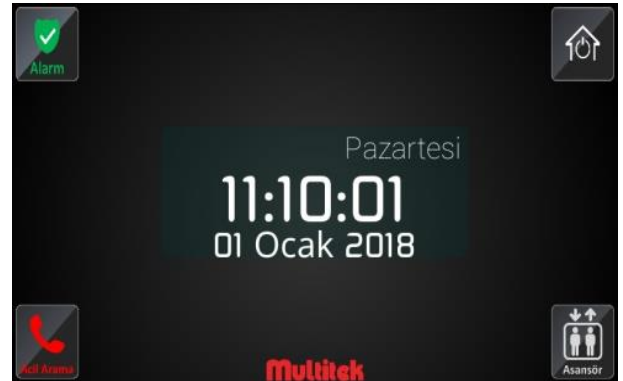 Alarm
Pazartesi
11:10:01
01 Ocak 2018
Acil Arama
Multitek
Asansör